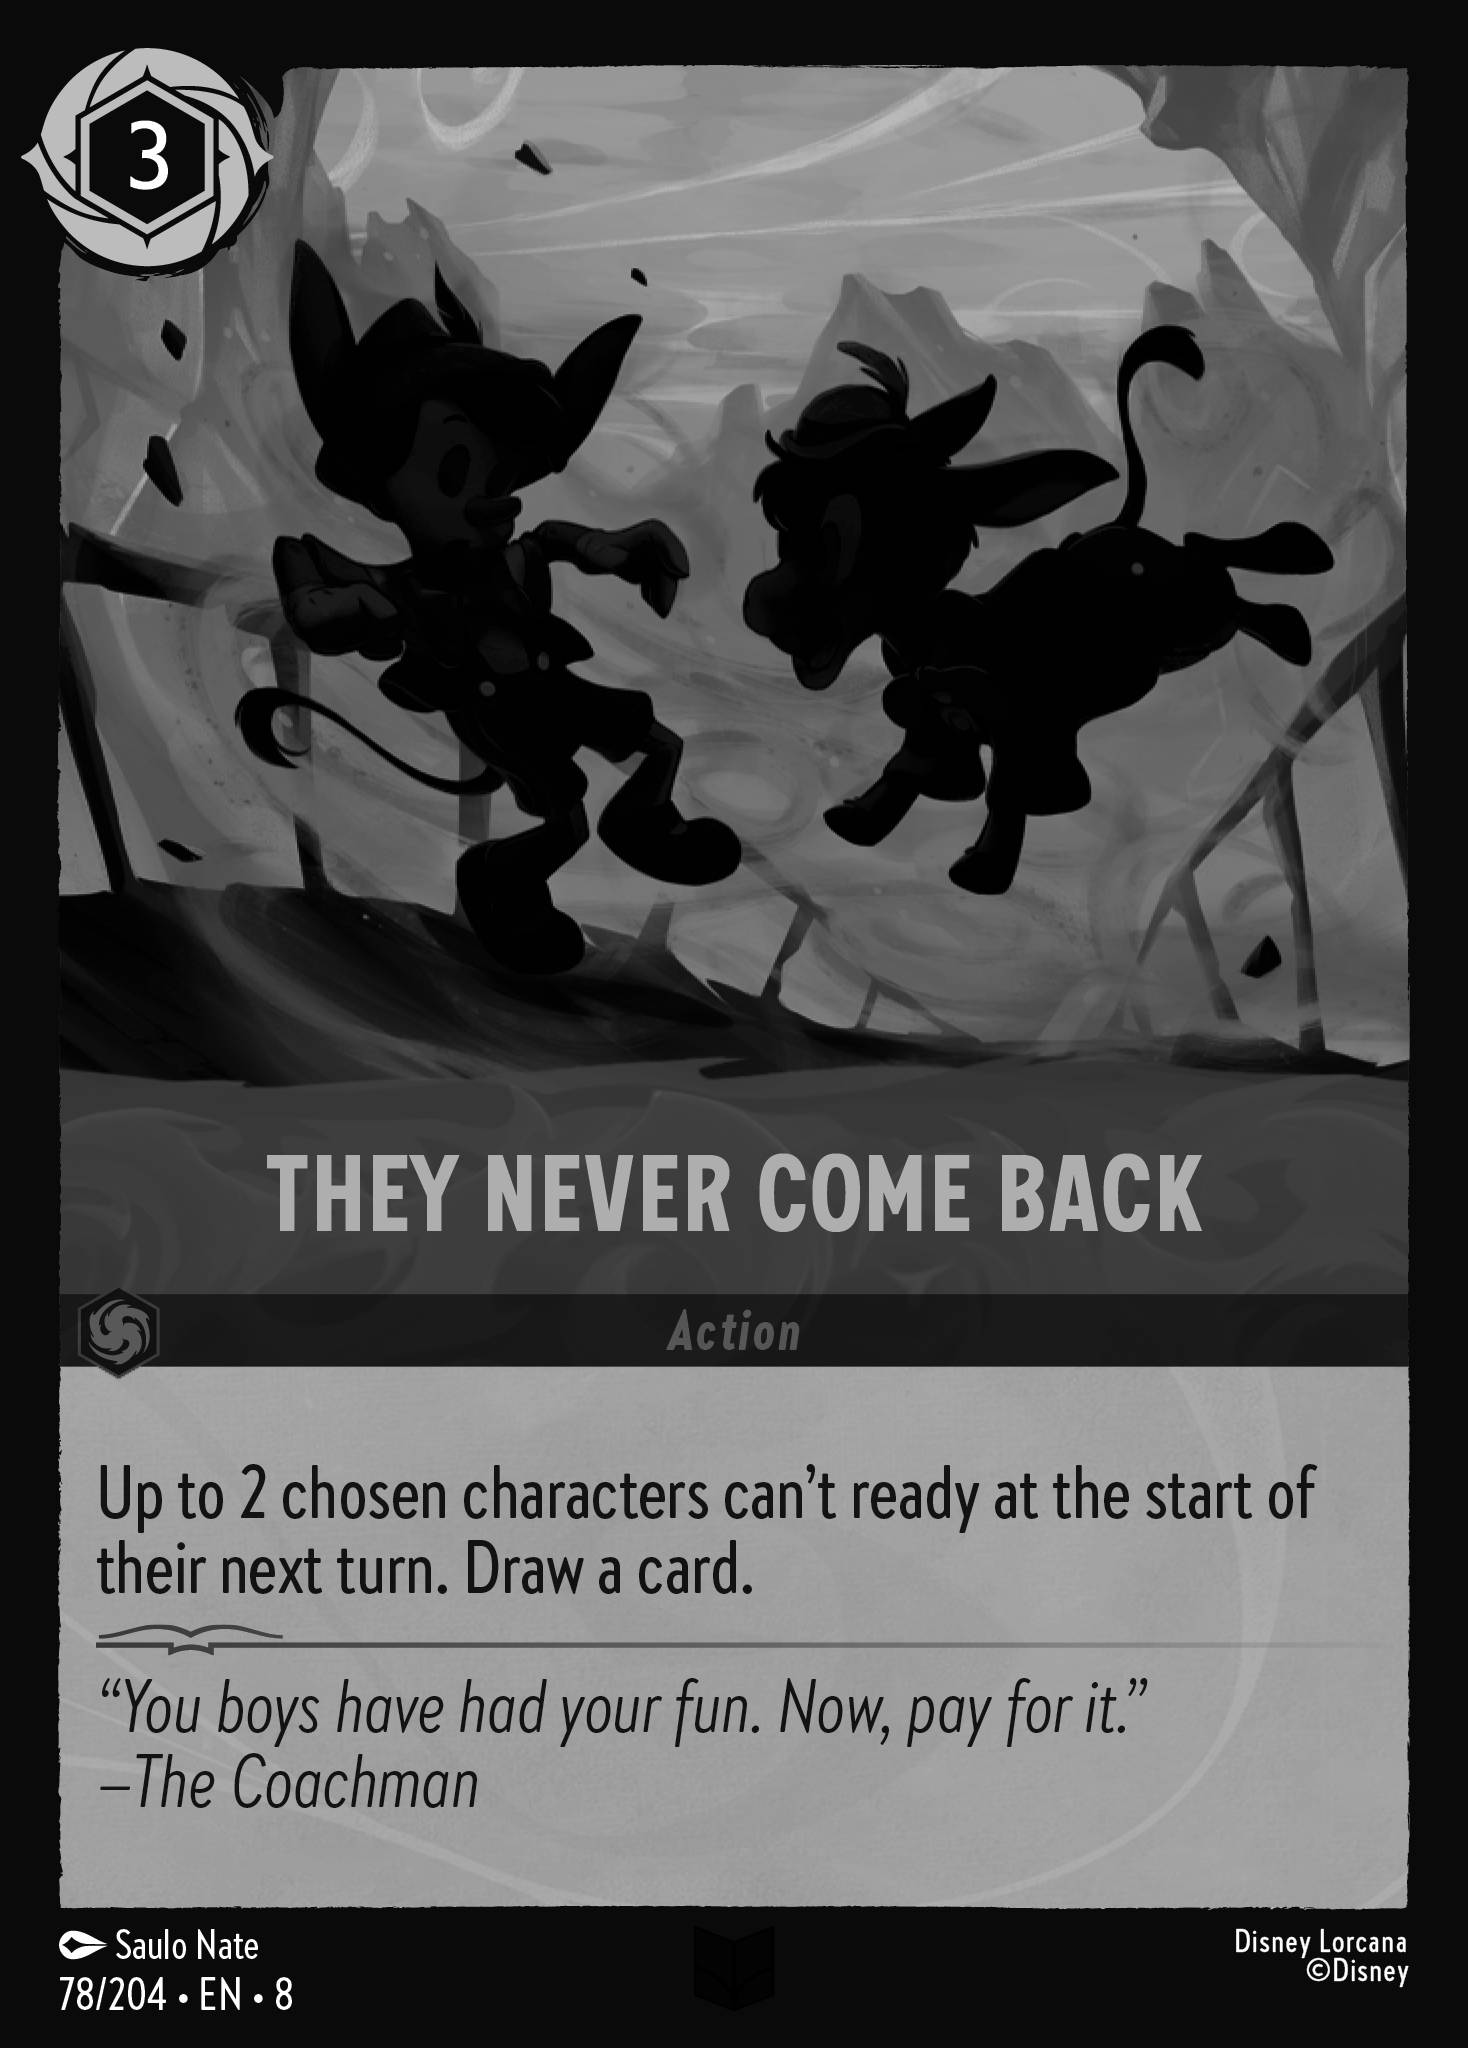 3
THEY NEVER COME BACK
Action
Up to 2 chosen characters can’t ready at the start of
their next turn. Draw a card.
“You boys have had your fun. Now, pay for it.”
–The Coachman
Saulo Nate
78/204 • EN • 8
Disney Lorcana
©Disney